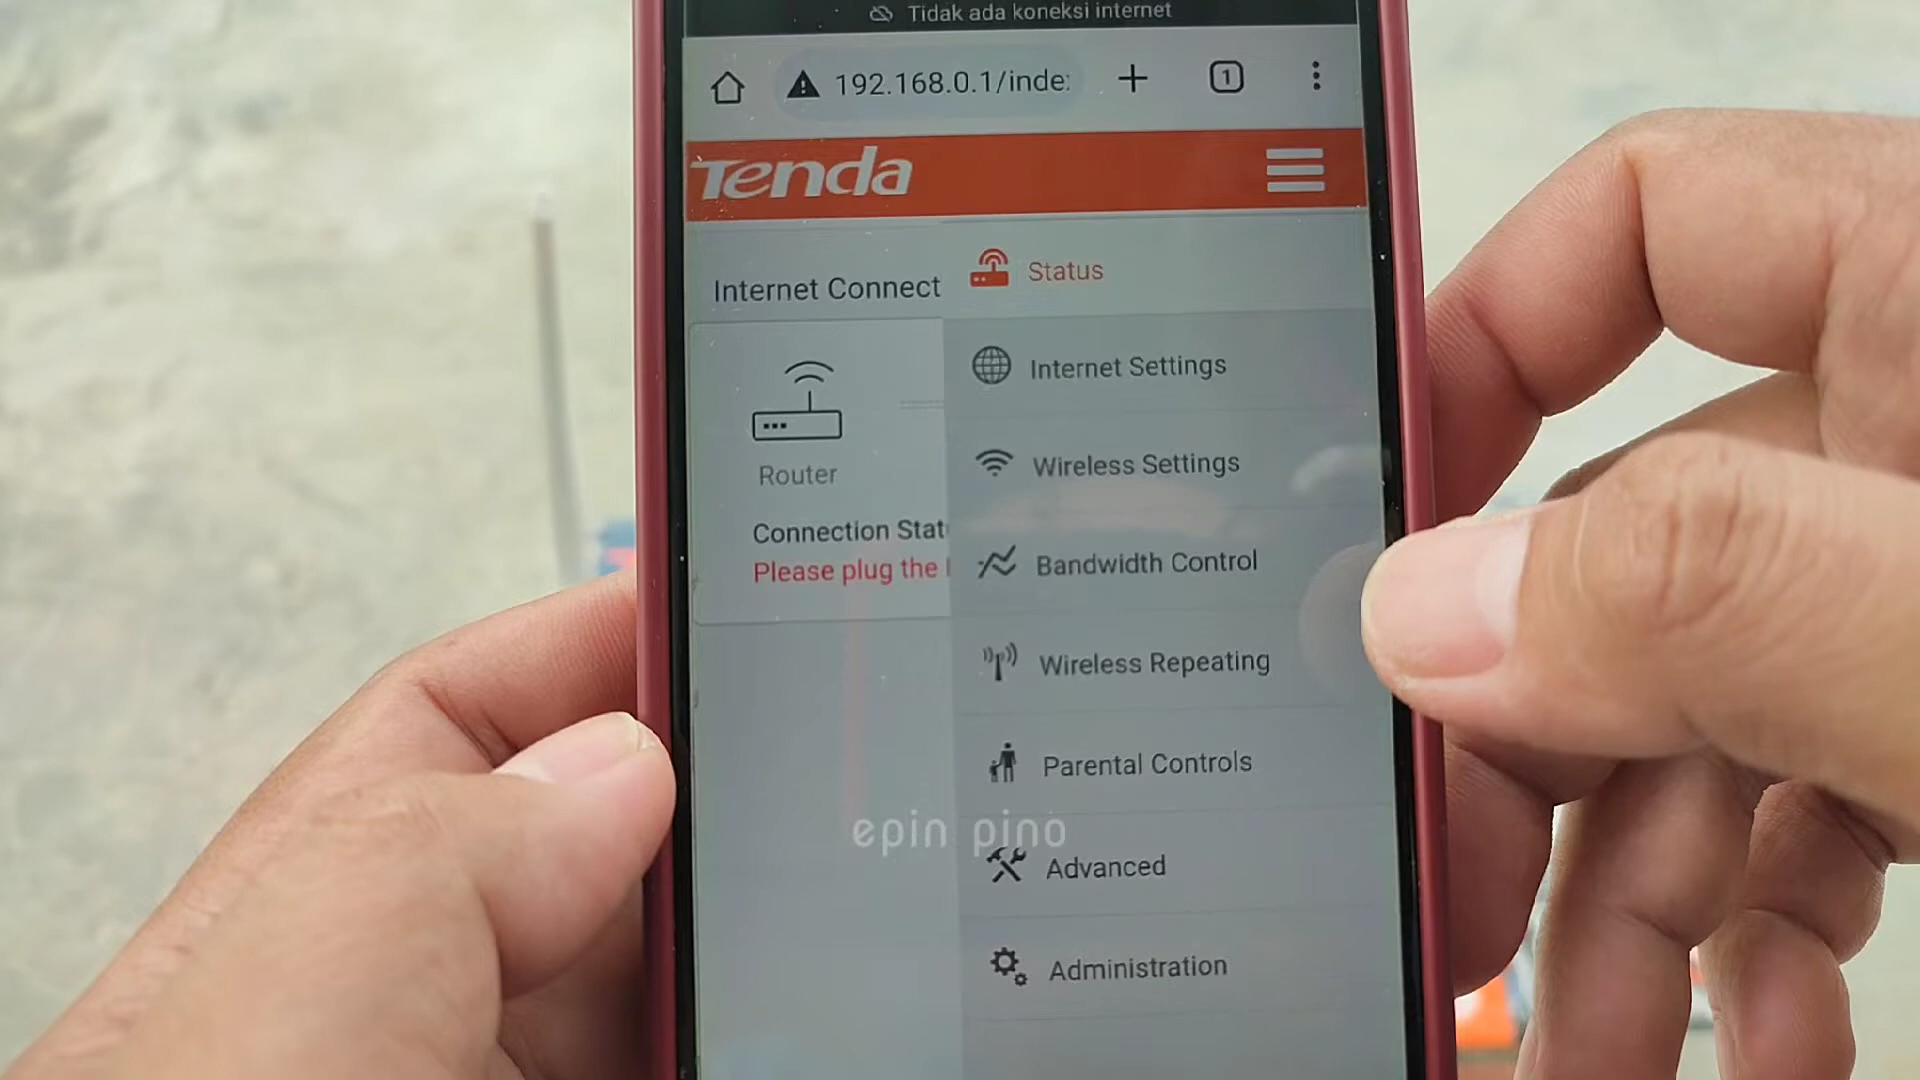 Tidak ada koneksi internet
192.168.0.1/inde
1
Tenda
Internet Connect
Status
Internet Settings
Router
Wireless Settings
Connection Stat
Please plug the
Bandwidth Control
Wireless Repeating
Parental Controls
epin pino
Advanced
Administration